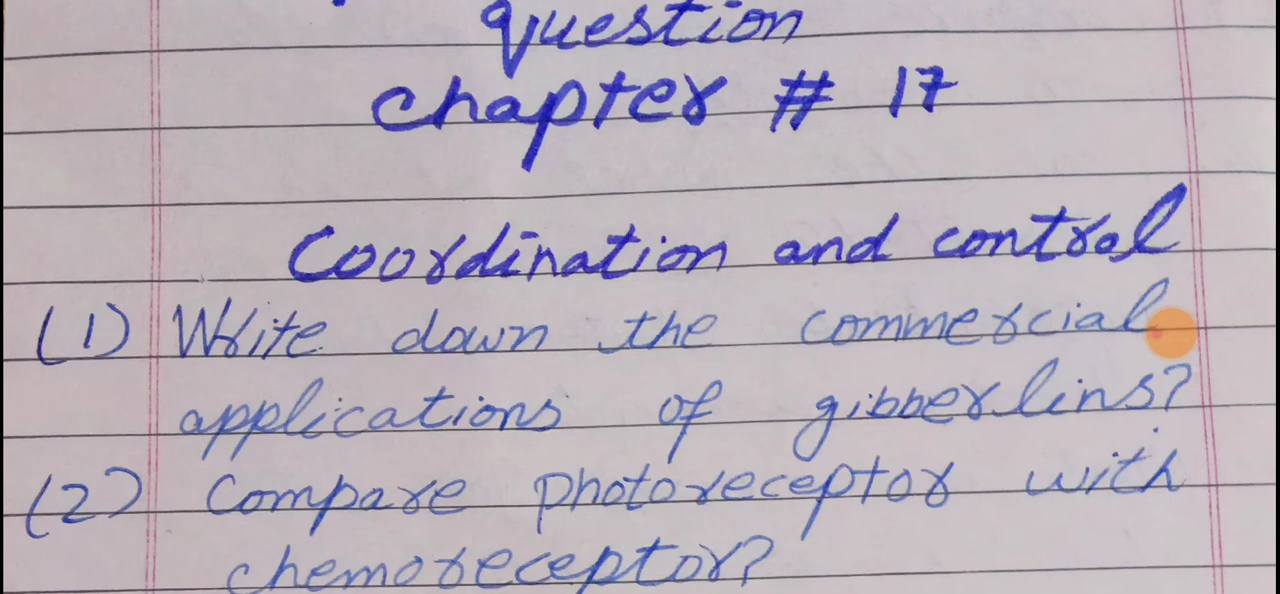 question
chapter # 17
Coordination and control
(1) Write down the commercial
applications of gibberlins?
(2) Compare photoreceptor with
chemoreceptor?